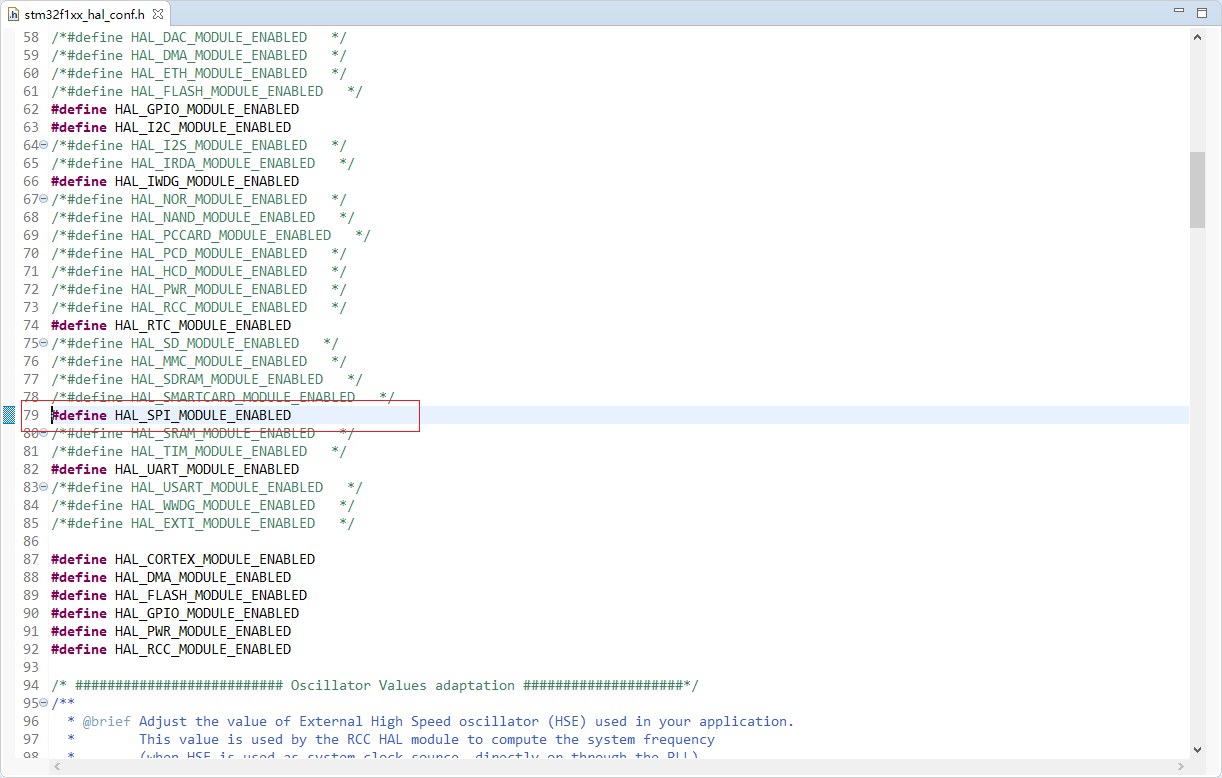 stm32f1xx_hal_conf.h
58 /*#define HAL_DAC_MODULE_ENABLED   */
59 /*#define HAL_DMA_MODULE_ENABLED   */
60 /*#define HAL_ETH_MODULE_ENABLED   */
61 /*#define HAL_FLASH_MODULE_ENABLED   */
62 #define HAL_GPIO_MODULE_ENABLED
63 #define HAL_I2C_MODULE_ENABLED
64 /*#define HAL_I2S_MODULE_ENABLED   */
65 /*#define HAL_IRDA_MODULE_ENABLED   */
66 #define HAL_IWDG_MODULE_ENABLED
67 /*#define HAL_NOR_MODULE_ENABLED   */
68 /*#define HAL_NAND_MODULE_ENABLED   */
69 /*#define HAL_PCCARD_MODULE_ENABLED   */
70 /*#define HAL_PCD_MODULE_ENABLED   */
71 /*#define HAL_HCD_MODULE_ENABLED   */
72 /*#define HAL_PWR_MODULE_ENABLED   */
73 /*#define HAL_RCC_MODULE_ENABLED   */
74 #define HAL_RTC_MODULE_ENABLED
75 /*#define HAL_SD_MODULE_ENABLED   */
76 /*#define HAL_MMC_MODULE_ENABLED   */
77 /*#define HAL_SDRAM_MODULE_ENABLED   */
78 /*#define HAL_SMARTCARD_MODULE_ENABLED   */
79 #define HAL_SPI_MODULE_ENABLED
80 /*#define HAL_SRAM_MODULE_ENABLED   */
81 /*#define HAL_TIM_MODULE_ENABLED   */
82 #define HAL_UART_MODULE_ENABLED
83 /*#define HAL_USART_MODULE_ENABLED   */
84 /*#define HAL_WWDG_MODULE_ENABLED   */
85 /*#define HAL_EXTI_MODULE_ENABLED   */
86
87 #define HAL_CORTEX_MODULE_ENABLED
88 #define HAL_DMA_MODULE_ENABLED
89 #define HAL_FLASH_MODULE_ENABLED
90 #define HAL_GPIO_MODULE_ENABLED
91 #define HAL_PWR_MODULE_ENABLED
92 #define HAL_RCC_MODULE_ENABLED
93
94 /* ########################## Oscillator Values adaptation ####################*/
95 /**
96   * @brief Adjust the value of External High Speed oscillator (HSE) used in your application.
97   *        This value is used by the RCC HAL module to compute the system frequency
98   *        (when HSE is used as system clock source, directly or through the PLL).